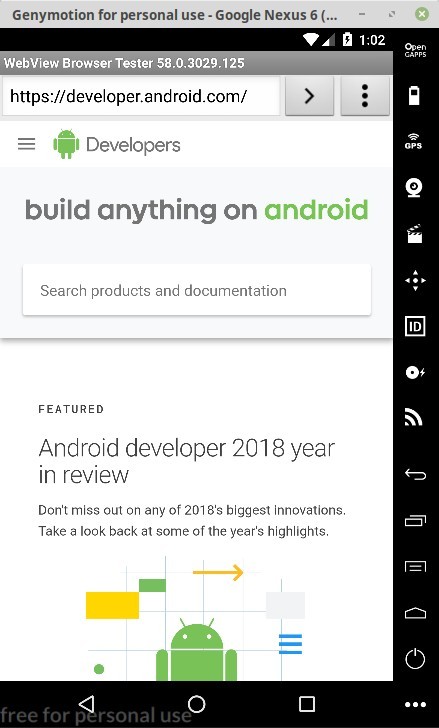 Genymotion for personal use - Google Nexus 6 (...
1:02
Open
GAPPS
WebView Browser Tester 58.0.3029.125
https://developer.android.com/
GPS
Developers
build anything on android
Search products and documentation
ID
FEATURED
Android developer 2018 year
in review
Don't miss out on any of 2018's biggest innovations.
Take a look back at some of the year's highlights.
free for personal use